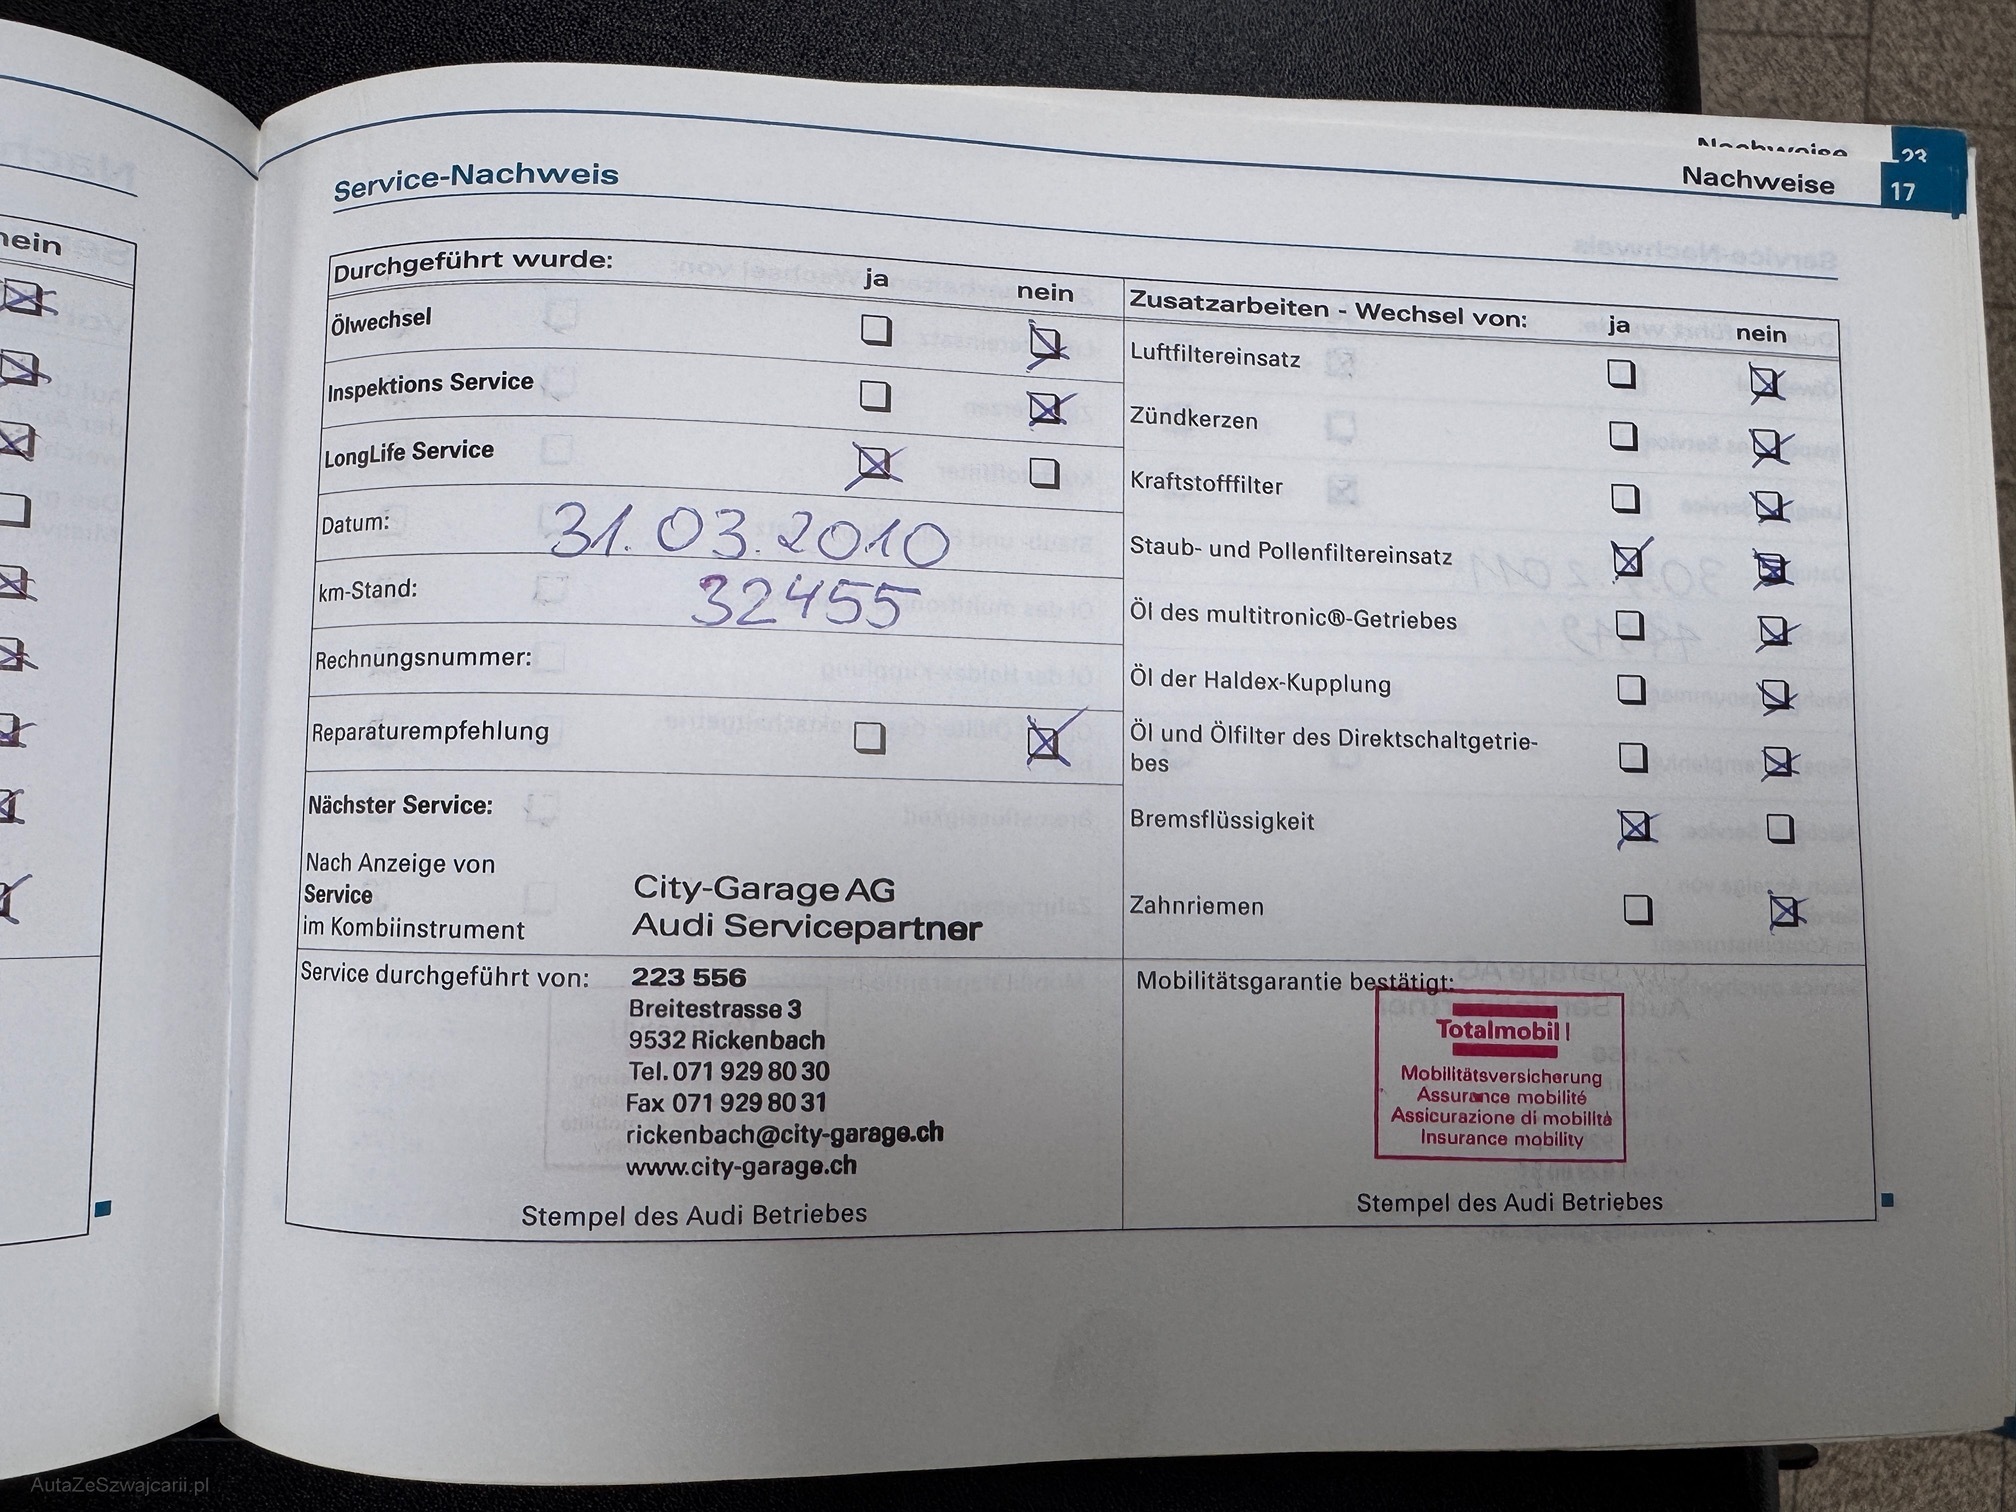 nein
Nachweise 23
Nachweise 17
Service-Nachweis
Durchgeführt wurde: ja nein
Ölwechsel
Inspektions Service
LongLife Service
Datum: 31.03.2010
km-Stand: 32455
Rechnungsnummer:
Reparaturempfehlung
Nächster Service:
Nach Anzeige von
Service
im Kombiinstrument
City-Garage AG
Audi Servicepartner
Service durchgeführt von: 223 556
Breitestrasse 3
9532 Rickenbach
Tel. 071 929 80 30
Fax 071 929 80 31
rickenbach@city-garage.ch
www.city-garage.ch
Stempel des Audi Betriebes
Zusatzarbeiten - Wechsel von: ja nein
Luftfiltereinsatz
Zündkerzen
Kraftstofffilter
Staub- und Pollenfiltereinsatz
Öl des multitronic®-Getriebes
Öl der Haldex-Kupplung
Öl und Ölfilter des Direktschaltgetrie-
bes
Bremsflüssigkeit
Zahnriemen
Mobilitätsgarantie bestätigt:
Totalmobil!
Mobilitätsversicherung
Assurance mobilité
Assicurazione di mobilità
Insurance mobility
Stempel des Audi Betriebes
AutaZeSzwajcarii.pl